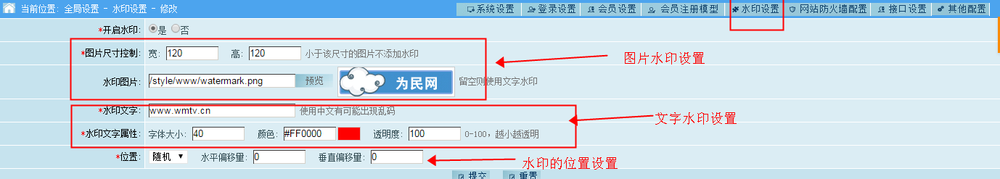 当前位置：全局设置 - 水印设置 - 修改
系统设置 登录设置 会员设置 会员注册模型 水印设置 网站防火墙配置 接口设置 其他配置
*开启水印: 是 否
*图片尺寸控制: 宽: 120 高: 120 小于该尺寸的图片不添加水印
图片水印设置
水印图片: /style/www/watermark.png 预览 为民网 留空则使用文字水印
*水印文字: www.wmtv.cn 使用中文有可能出现乱码
文字水印设置
*水印文字属性: 字体大小: 40 颜色: #FF0000 透明度: 100 0-100, 越小越透明
*位置: 随机 水平偏移量: 0 垂直偏移量: 0
水印的位置设置
提交 重置